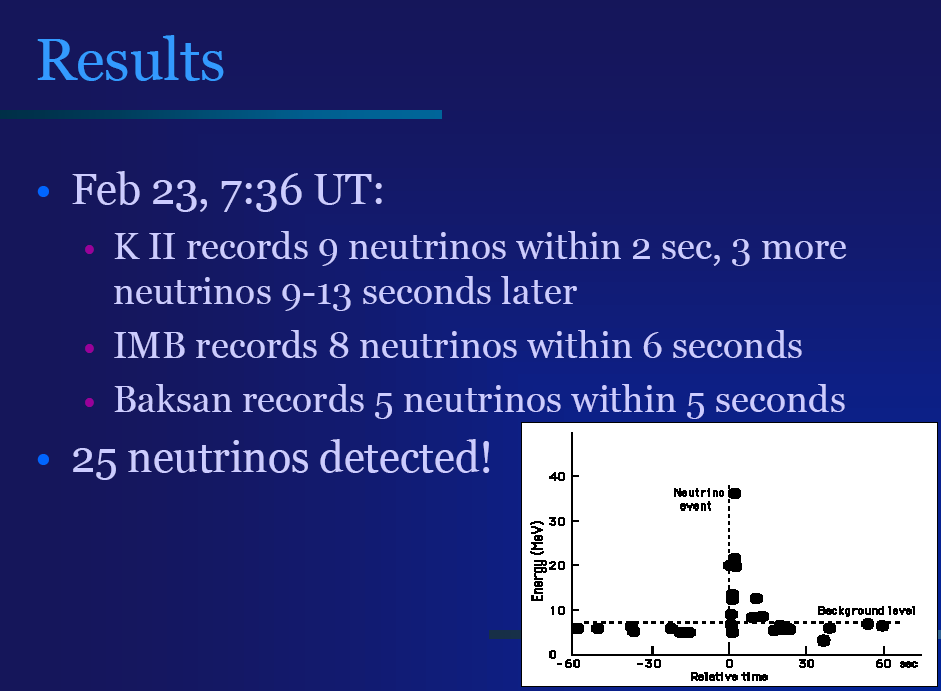 Results
Feb 23, 7:36 UT:
K II records 9 neutrinos within 2 sec, 3 more
neutrinos 9-13 seconds later
IMB records 8 neutrinos within 6 seconds
Baksan records 5 neutrinos within 5 seconds
25 neutrinos detected!
40
30
20
10
0
Energy (MeV)
Neutrino
event
Background level
-60
-30
0
30
60
sec
Relative time